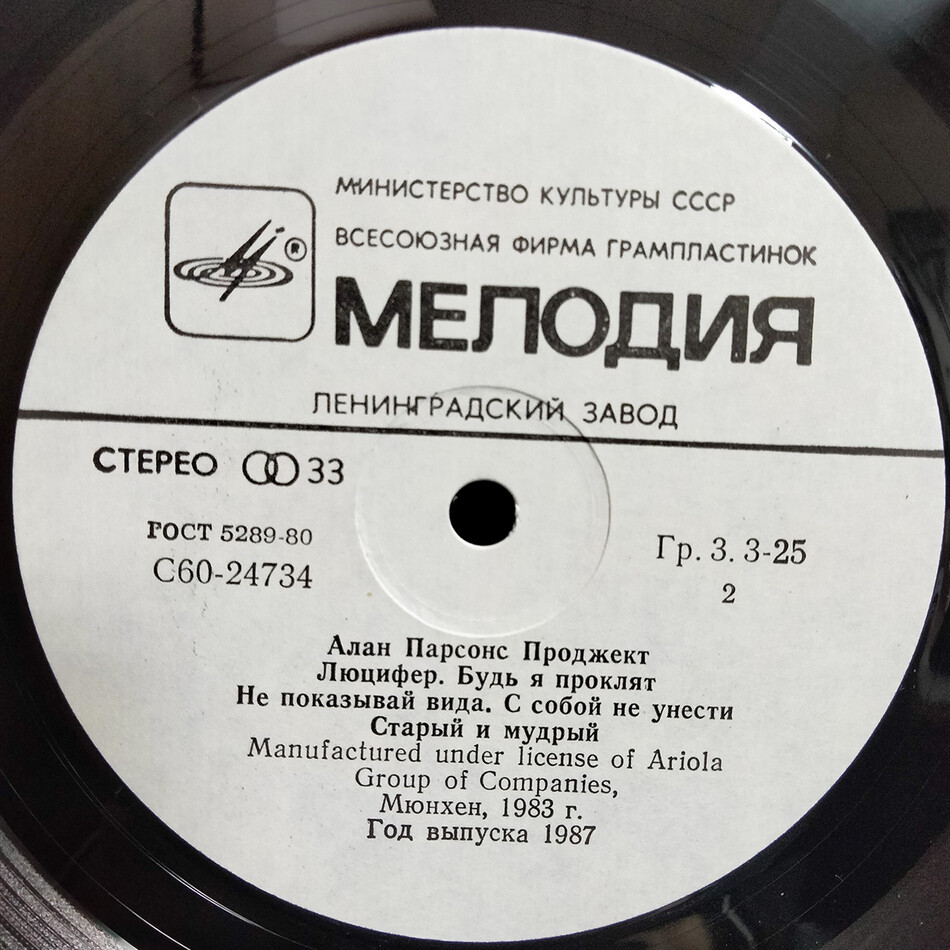 МИНИСТЕРСТВО КУЛЬТУРЫ СССР
ВСЕСОЮЗНАЯ ФИРМА ГРАМПЛАСТИНОК
®
МЕЛОДИЯ
ЛЕНИНГРАДСКИЙ ЗАВОД
СТЕРЕО 33
ГОСТ 5289-80
С60-24734
Гр. 3. 3-25
2
Алан Парсонс Проджект
Люцифер. Будь я проклят
Не показывай вида. С собой не унести
Старый и мудрый
Manufactured under license of Ariola
Group of Companies,
Мюнхен, 1983 г.
Год выпуска 1987